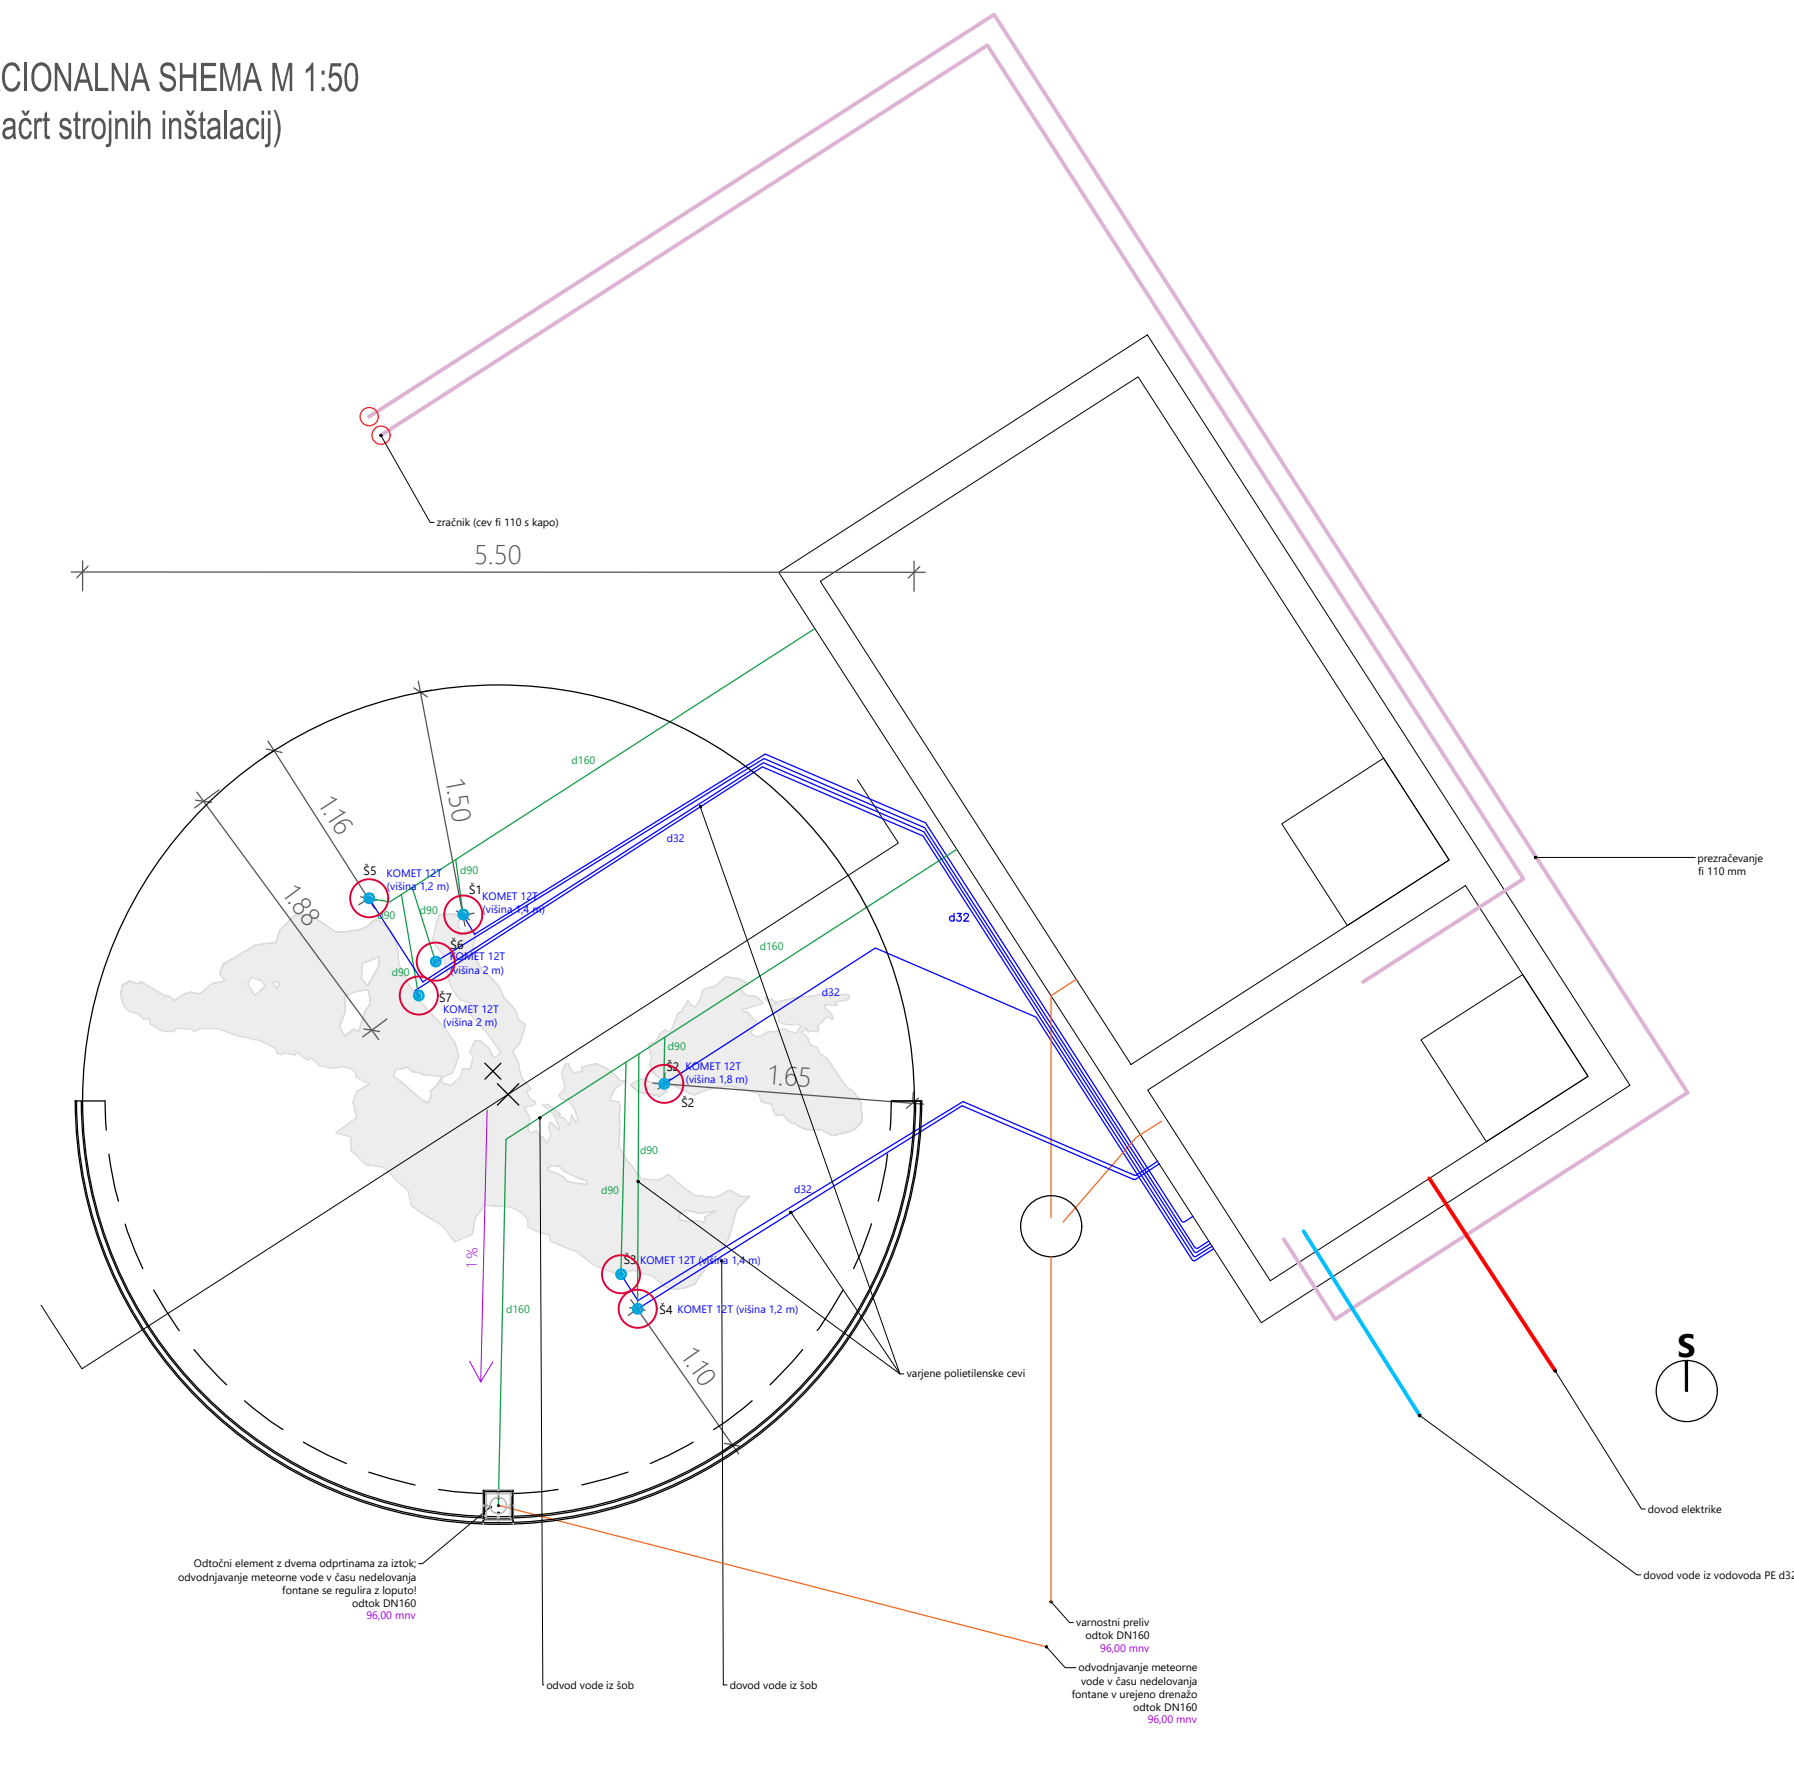 CIONALNA SHEMA M 1:50
ačrt strojnih inštalacij)
zračnik (cev fi 110 s kapo)
5.50
d160
1.50
1.16
d32
1.88
Š5
KOMET 12T
(višina 1,2 m)
d90
Š1
KOMET 12T
(višina 1,4 m)
d90
d90
Š6
KOMET 12T
(višina 2 m)
d90
Š7
KOMET 12T
(višina 2 m)
prezračevanje
fi 110 mm
d32
d160
d32
d90
Š2
KOMET 12T
(višina 1,8 m)
1.65
Š2
d90
d90
d32
1%
Š3
KOMET 12T (višina 1,4 m)
d160
Š4
KOMET 12T (višina 1,2 m)
S
1.10
varjene polietilenske cevi
dovod elektrike
Odtočni element z dvema odprtinama za iztok;
odvodnjavanje meteorne vode v času nedelovanja
fontane se regulira z loputo!
odtok DN160
96,00 mnv
dovod vode iz vodovoda PE d32
varnostni preliv
odtok DN160
96,00 mnv
odvod vode iz šob
dovod vode iz šob
odvodnjavanje meteorne
vode v času nedelovanja
fontane v urejeno drenažo
odtok DN160
96,00 mnv